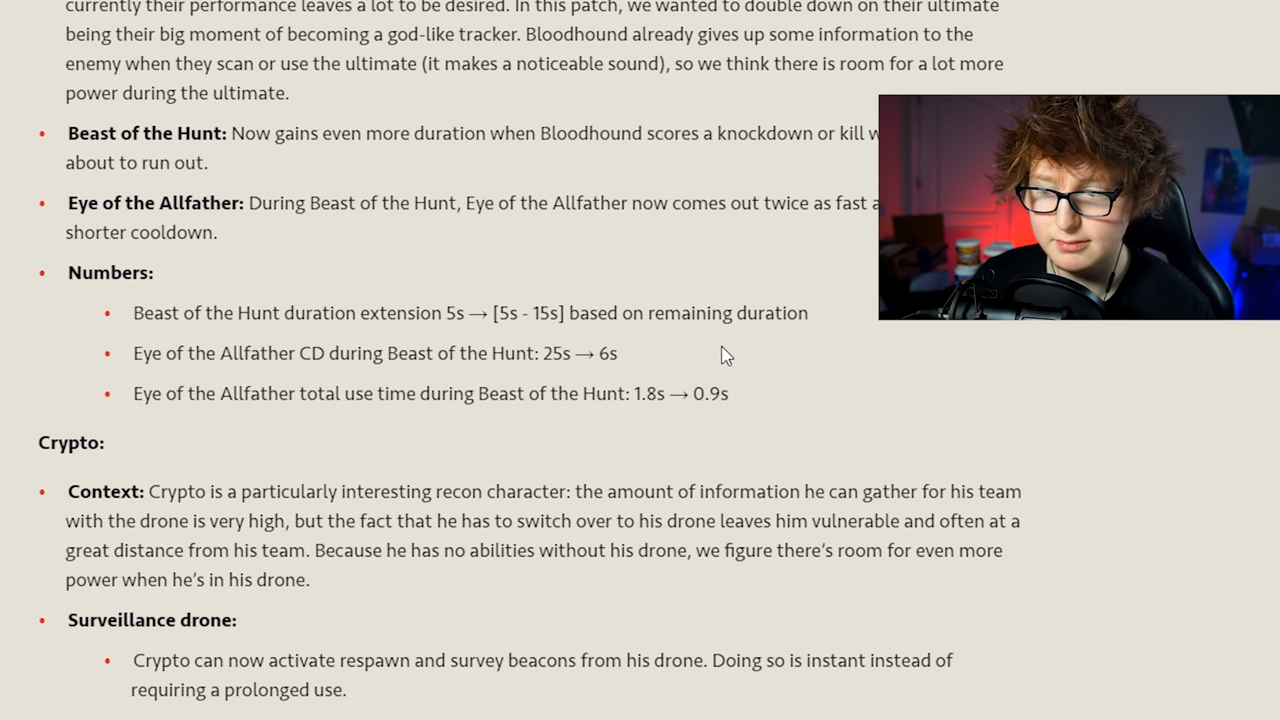 currently their performance leaves a lot to be desired. In this patch, we wanted to double down on their ultimate
being their big moment of becoming a god-like tracker. Bloodhound already gives up some information to the
enemy when they scan or use the ultimate (it makes a noticeable sound), so we think there is room for a lot more
power during the ultimate.
• Beast of the Hunt: Now gains even more duration when Bloodhound scores a knockdown or kill
about to run out.
• Eye of the Allfather: During Beast of the Hunt, Eye of the Allfather now comes out twice as fast
shorter cooldown.
• Numbers:
• Beast of the Hunt duration extension 5s → [5s - 15s] based on remaining duration
• Eye of the Allfather CD during Beast of the Hunt: 25s → 6s
• Eye of the Allfather total use time during Beast of the Hunt: 1.8s → 0.9s
Crypto:
• Context: Crypto is a particularly interesting recon character: the amount of information he can gather for his team
with the drone is very high, but the fact that he has to switch over to his drone leaves him vulnerable and often at a
great distance from his team. Because he has no abilities without his drone, we figure there's room for even more
power when he's in his drone.
• Surveillance drone:
• Crypto can now activate respawn and survey beacons from his drone. Doing so is instant instead of
requiring a prolonged use.